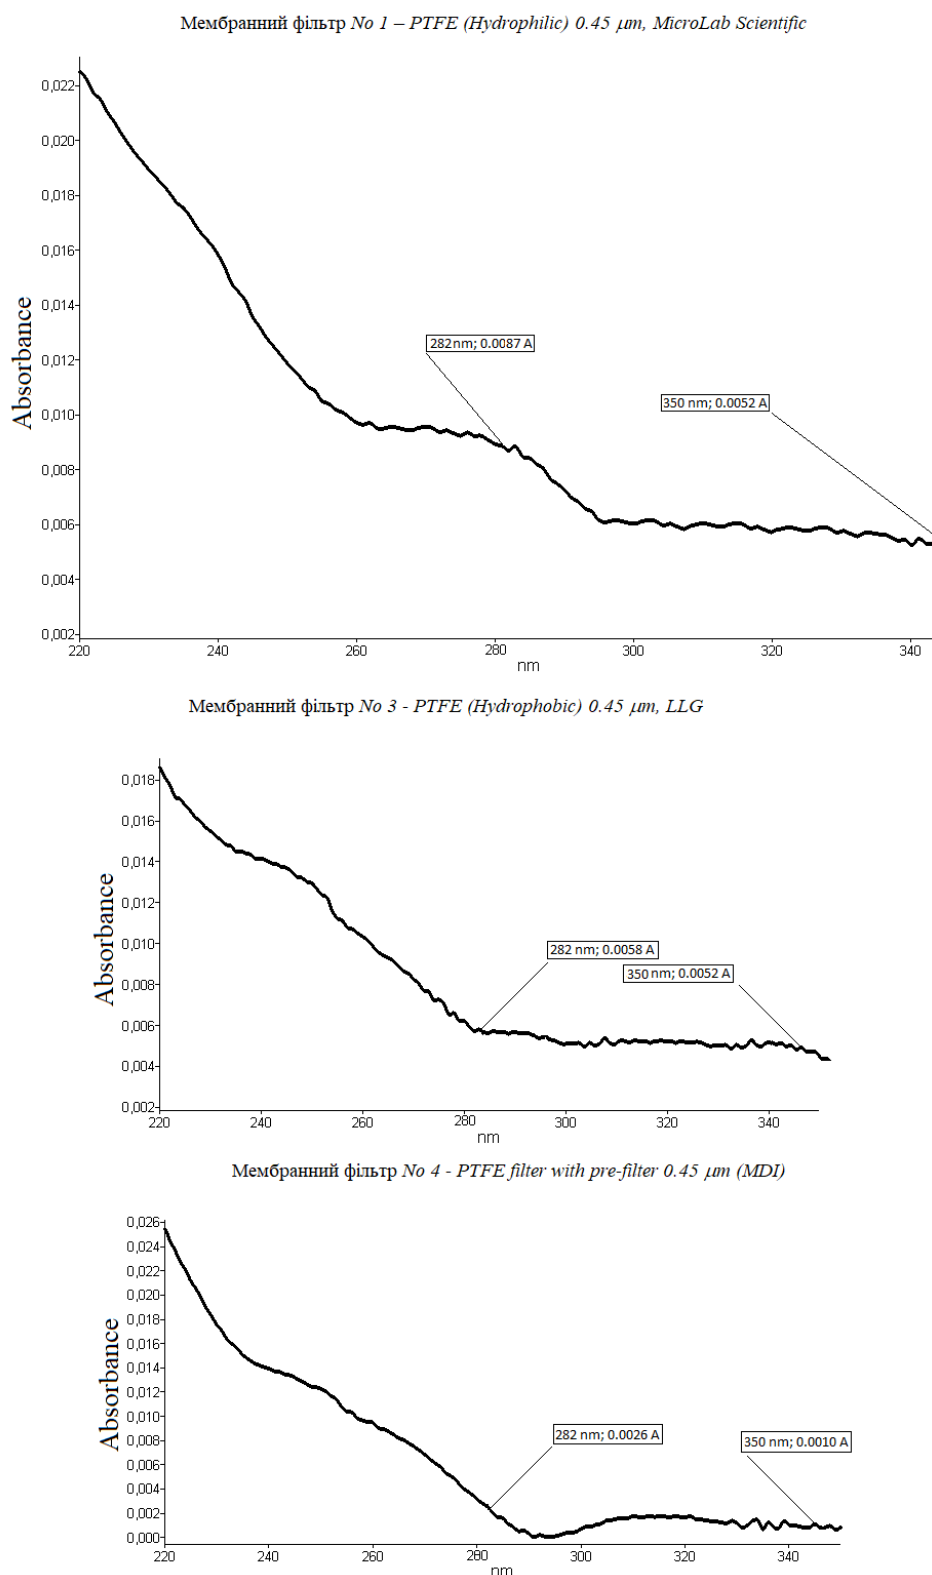 Мембранний фільтр No 1 – PTFE (Hydrophilic) 0.45 μm, MicroLab Scientific
Absorbance
0,022
0,020
0,018
0,016
0,014
0,012
0,010
0,008
0,006
0,004
0,002
282nm; 0.0087 A
350 nm; 0.0052 A
220 240 260 280 300 320 340
nm
Мембранний фільтр No 3 - PTFE (Hydrophobic) 0.45 μm, LLG
Absorbance
0,018
0,016
0,014
0,012
0,010
0,008
0,006
0,004
0,002
282 nm; 0.0058 A
350 nm; 0.0052 A
220 240 260 280 300 320 340
nm
Мембранний фільтр No 4 - PTFE filter with pre-filter 0.45 μm (MDI)
Absorbance
0,026
0,024
0,022
0,020
0,018
0,016
0,014
0,012
0,010
0,008
0,006
0,004
0,002
0,000
282 nm; 0.0026 A
350 nm; 0.0010 A
220 240 260 280 300 320 340
nm